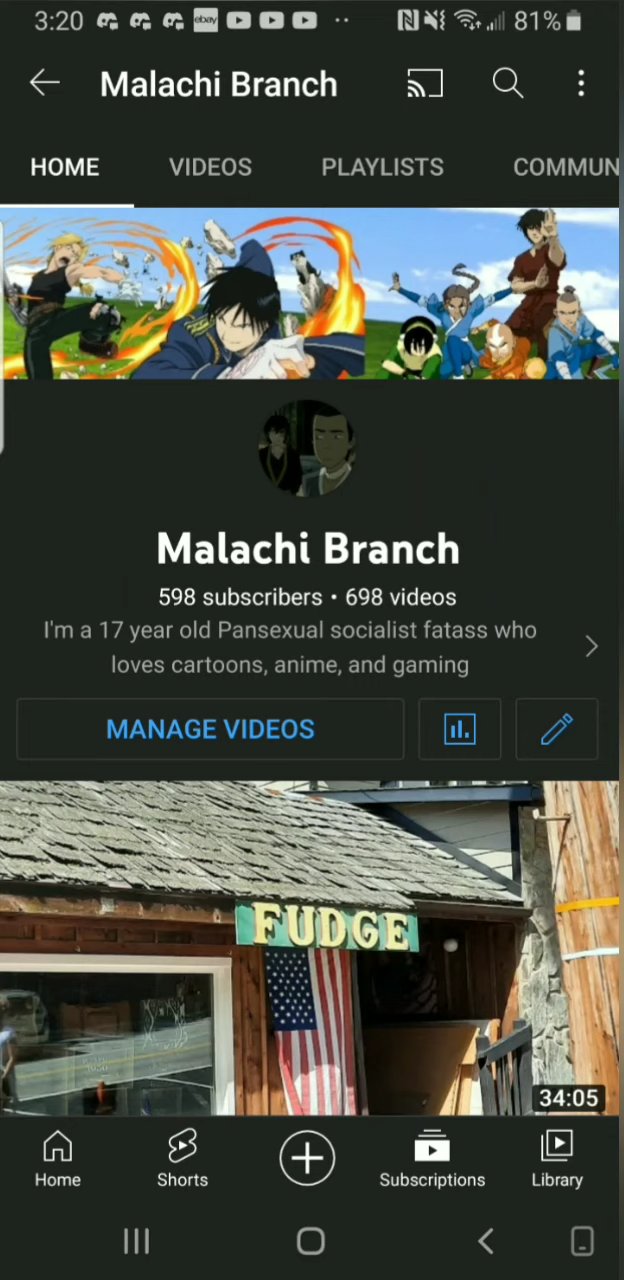 3:20 ebay 81%
Malachi Branch
HOME VIDEOS PLAYLISTS COMMUN
Malachi Branch
598 subscribers • 698 videos
I'm a 17 year old Pansexual socialist fatass who
loves cartoons, anime, and gaming
MANAGE VIDEOS
FUDGE
34:05
Home Shorts Subscriptions Library